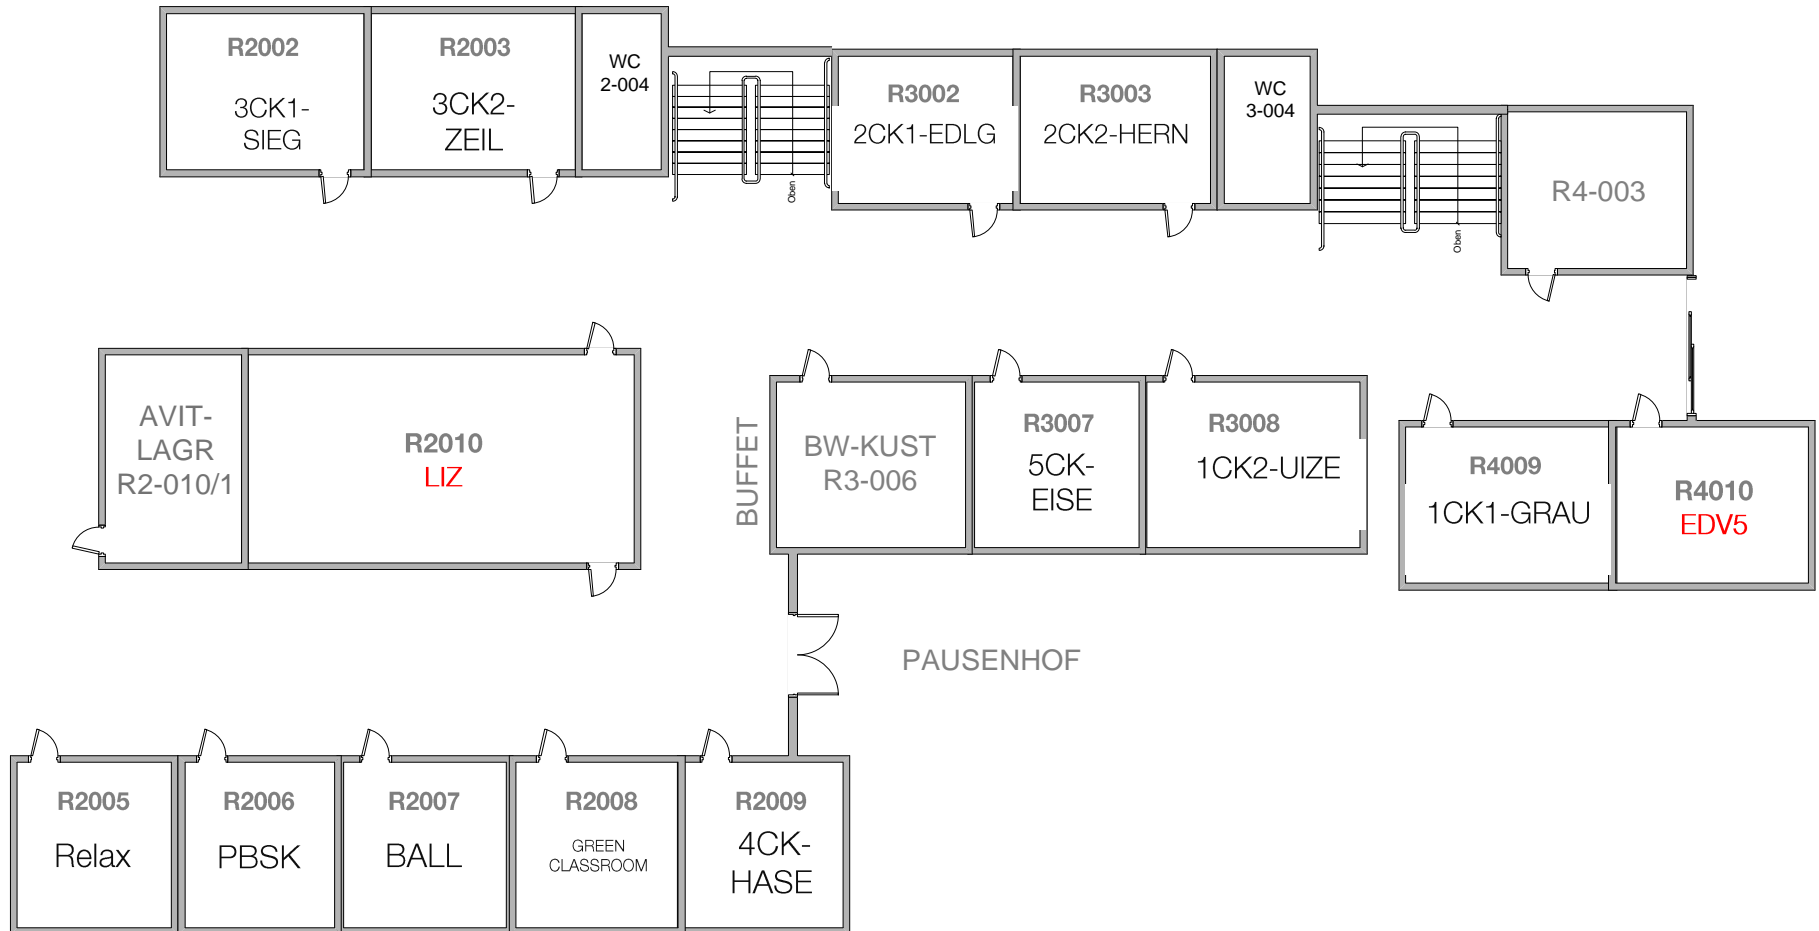 R2002
3CK1-
SIEG
R2003
3CK2-
ZEIL
WC
2-004
Oben
R3002
2CK1-EDLG
R3003
2CK2-HERN
WC
3-004
Oben
R4-003
AVIT-
LAGR
R2-010/1
R2010
LIZ
BUFFET
BW-KUST
R3-006
R3007
5CK-
EISE
R3008
1CK2-UIZE
R4009
1CK1-GRAU
R4010
EDV5
PAUSENHOF
R2005
Relax
R2006
PBSK
R2007
BALL
R2008
GREEN
CLASSROOM
R2009
4CK-
HASE